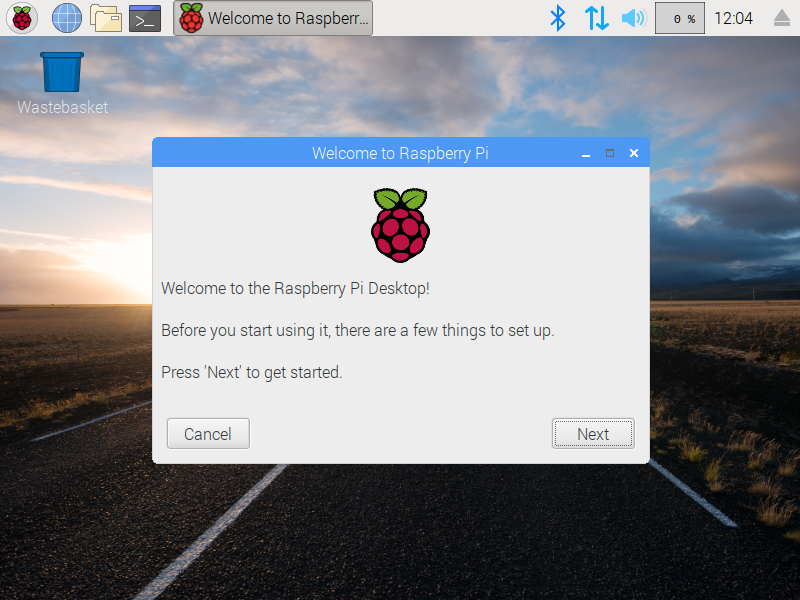 Welcome to Raspberr...
0 %
12:04
Wastebasket
Welcome to Raspberry Pi
Welcome to the Raspberry Pi Desktop!
Before you start using it, there are a few things to set up.
Press 'Next' to get started.
Cancel
Next